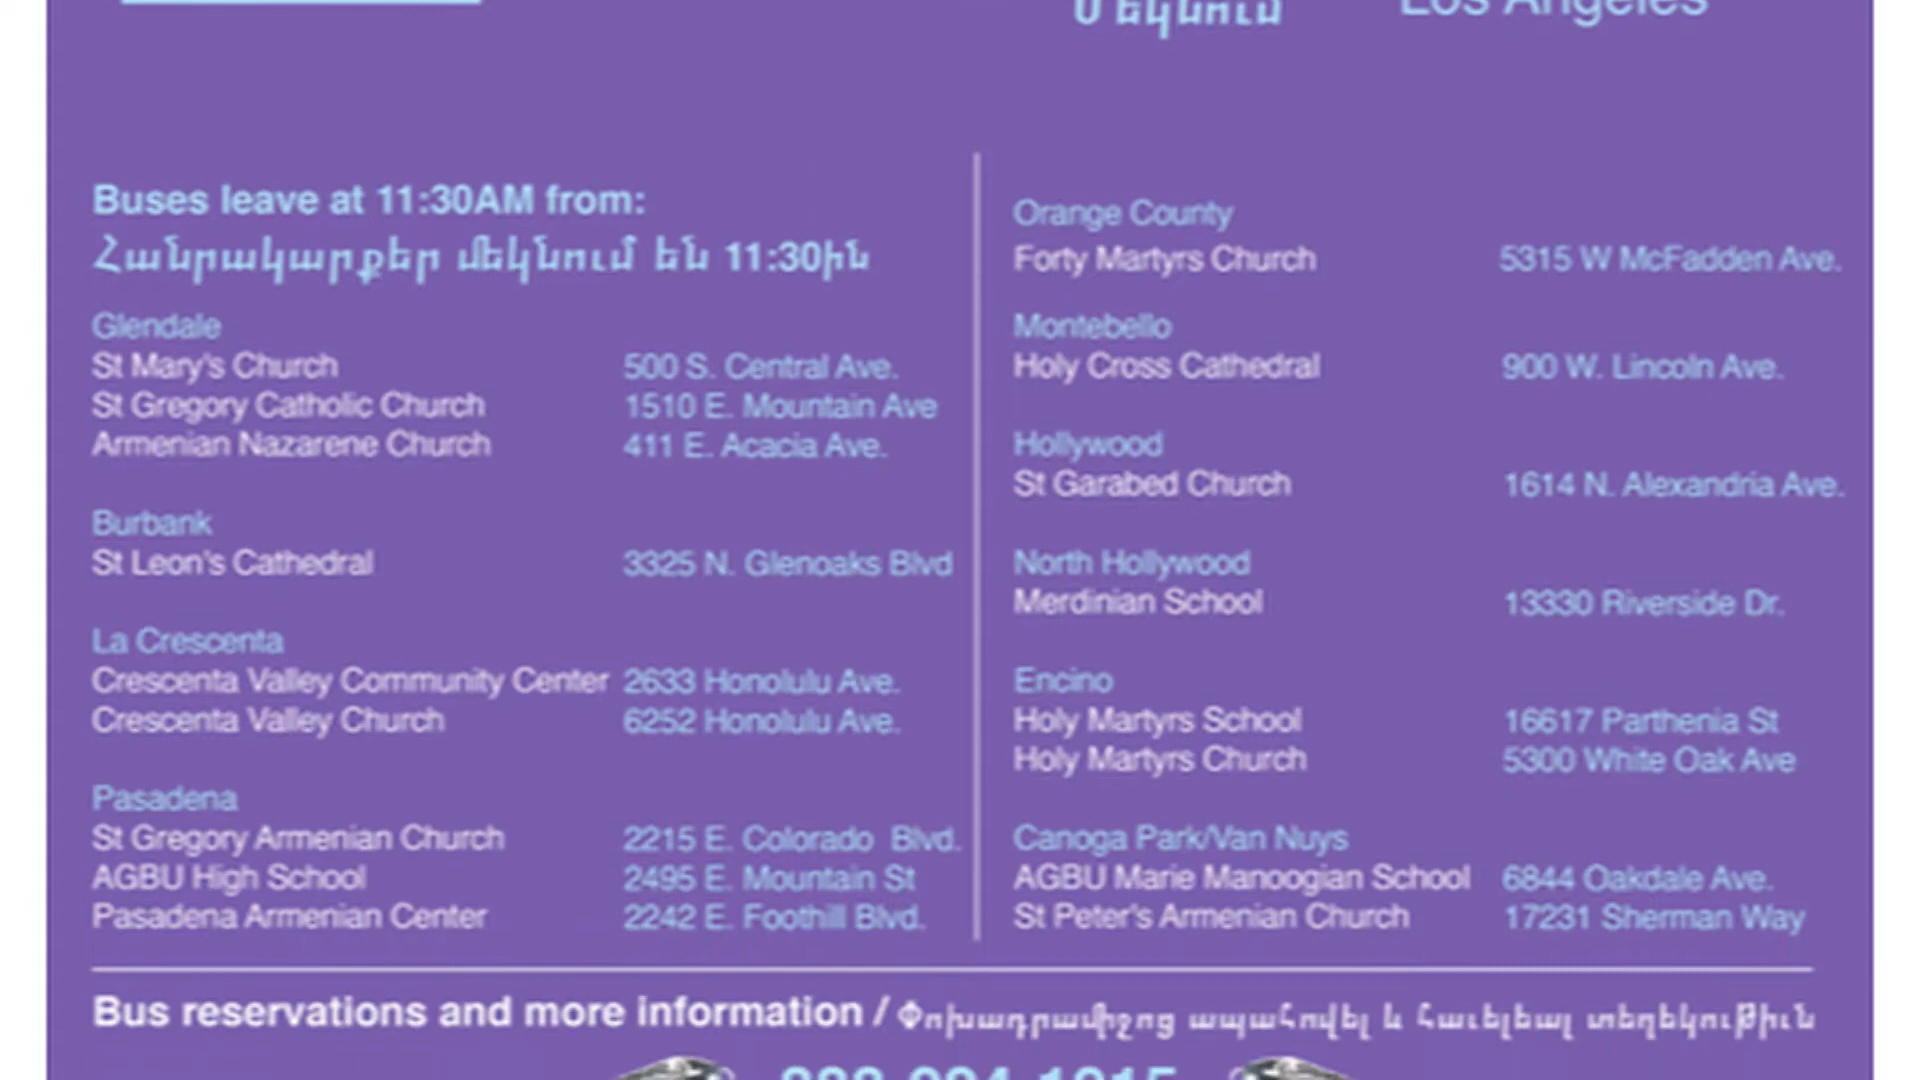 Մեկնում
Los Angeles
Buses leave at 11:30AM from:
Հանրակարքեր մեկնում են 11:30ին
Glendale
St Mary's Church 500 S. Central Ave.
St Gregory Catholic Church 1510 E. Mountain Ave
Armenian Nazarene Church 411 E. Acacia Ave.
Burbank
St Leon's Cathedral 3325 N. Glenoaks Blvd
La Crescenta
Crescenta Valley Community Center 2633 Honolulu Ave.
Crescenta Valley Church 6252 Honolulu Ave.
Pasadena
St Gregory Armenian Church 2215 E. Colorado Blvd.
AGBU High School 2495 E. Mountain St
Pasadena Armenian Center 2242 E. Foothill Blvd.
Orange County
Forty Martyrs Church 5315 W McFadden Ave.
Montebello
Holy Cross Cathedral 900 W. Lincoln Ave.
Hollywood
St Garabed Church 1614 N. Alexandria Ave.
North Hollywood
Merdinian School 13330 Riverside Dr.
Encino
Holy Martyrs School 16617 Parthenia St
Holy Martyrs Church 5300 White Oak Ave
Canoga Park/Van Nuys
AGBU Marie Manoogian School 6844 Oakdale Ave.
St Peter's Armenian Church 17231 Sherman Way
Bus reservations and more information / Փոխադրամիջոց ապահովել և հաւելեալ տեղեկութիւն